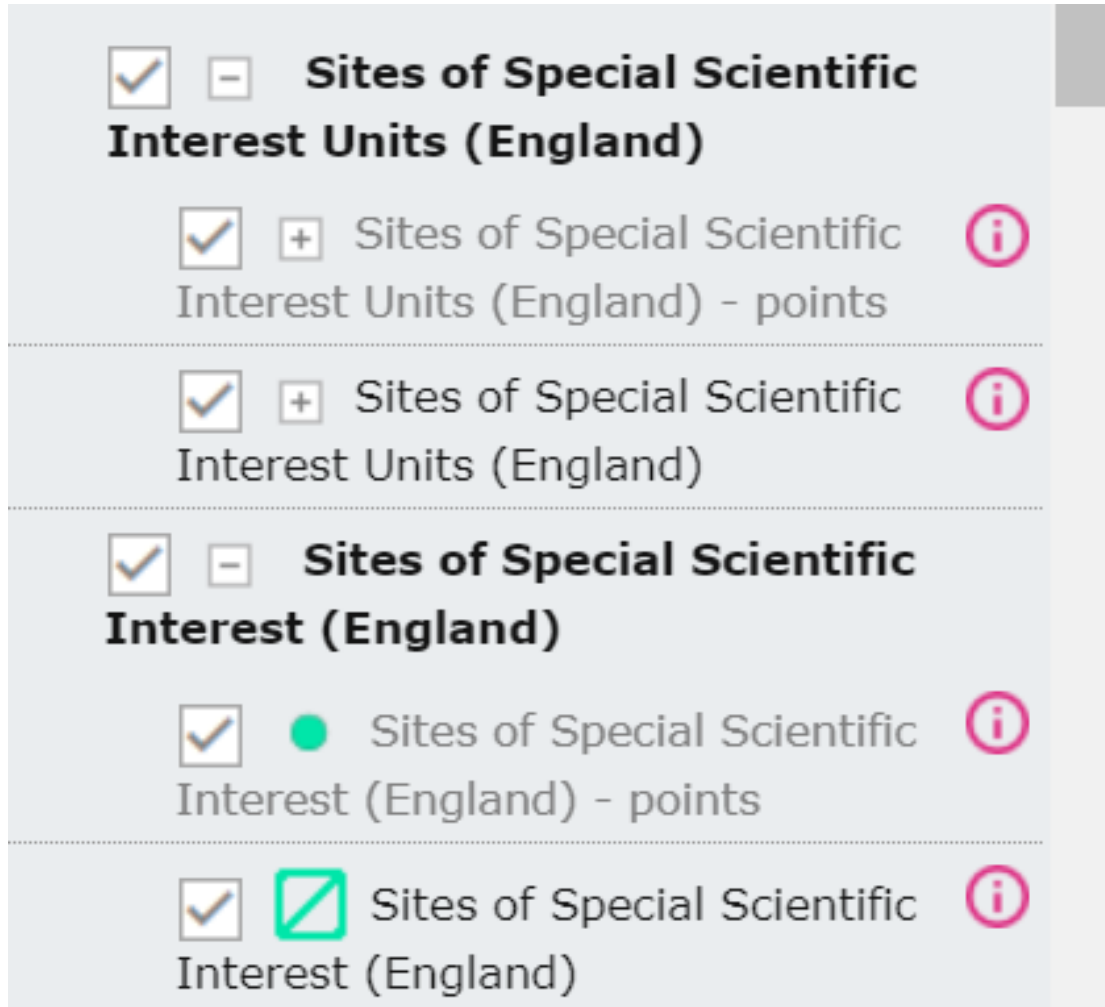 Sites of Special Scientific
Interest Units (England)
Sites of Special Scientific
Interest Units (England) - points
Sites of Special Scientific
Interest Units (England)
Sites of Special Scientific
Interest (England)
Sites of Special Scientific
Interest (England) - points
Sites of Special Scientific
Interest (England)